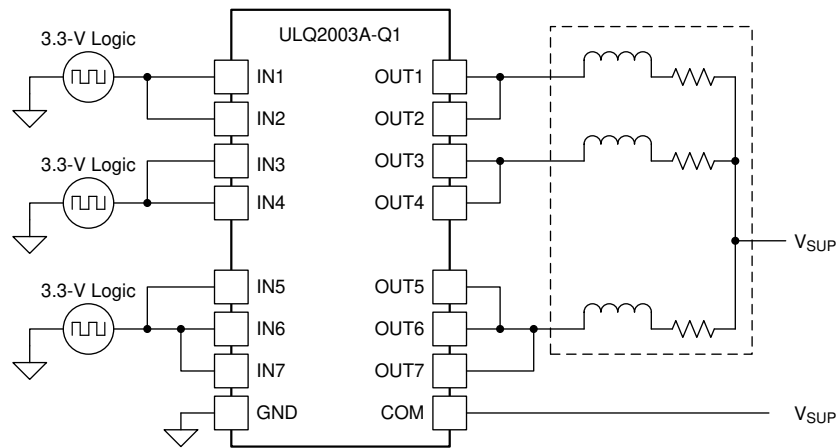 ULQ2003A-Q1
3.3-V Logic
IN1
OUT1
IN2
OUT2
3.3-V Logic
IN3
OUT3
IN4
OUT4
VSUP
3.3-V Logic
IN5
OUT5
IN6
OUT6
IN7
OUT7
GND
COM
VSUP